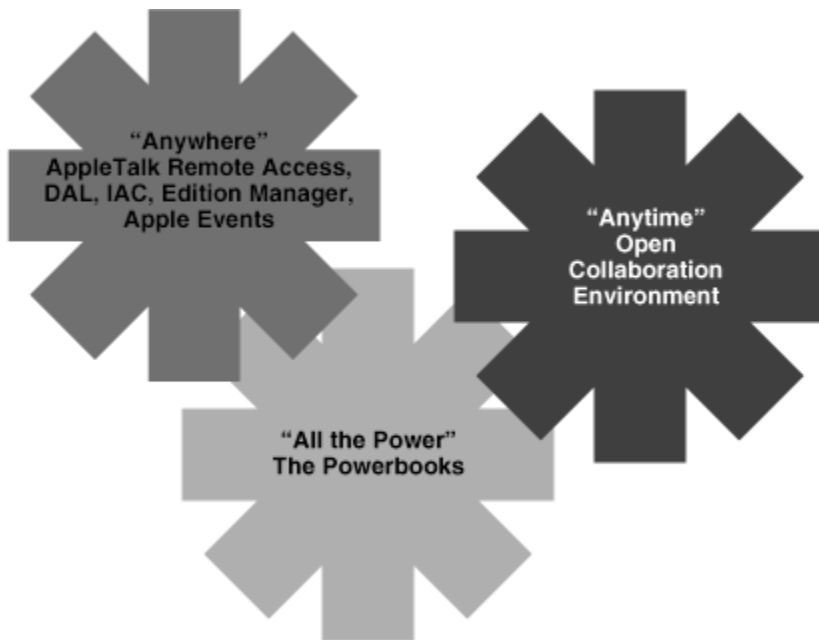 “Anywhere”
AppleTalk Remote Access,
DAL, IAC, Edition Manager,
Apple Events
“Anytime”
Open
Collaboration
Environment
“All the Power”
The Powerbooks